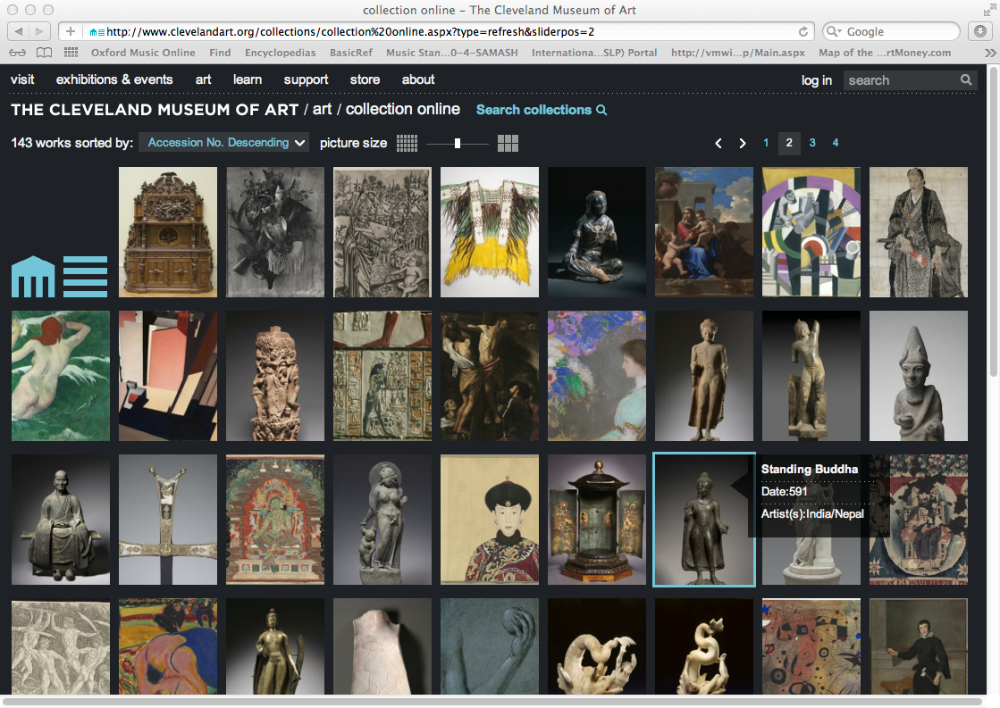 collection online – The Cleveland Museum of Art
http://www.clevelandart.org/collections/collection%20online.aspx?type=refresh&sliderpos=2
Google
Oxford Music Online Find Encyclopedias BasicRef Music Stan...0-4-SAMASH Internationa...SLP) Portal http://vmwi...p/Main.aspx Map of the ...rtMoney.com
visit exhibitions & events art learn support store about log in search
THE CLEVELAND MUSEUM OF ART / art / collection online Search collections
143 works sorted by: Accession No. Descending picture size 1 2 3 4
Standing Buddha
Date:591
Artist(s):India/Nepal